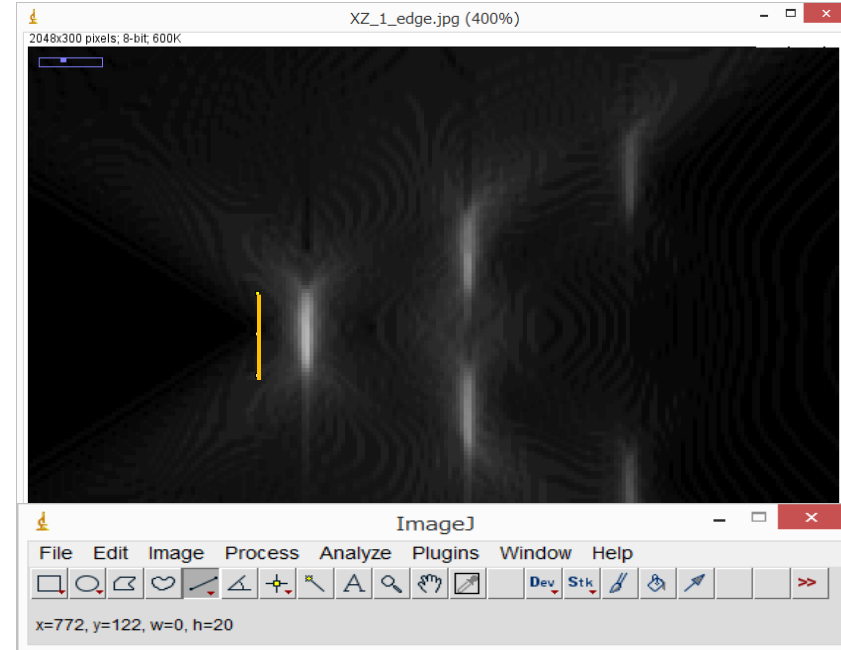 XZ_1_edge.jpg (400%)
2048x300 pixels; 8-bit; 600K
ImageJ
File Edit Image Process Analyze Plugins Window Help
A Dev Stk >>
x=772, y=122, w=0, h=20